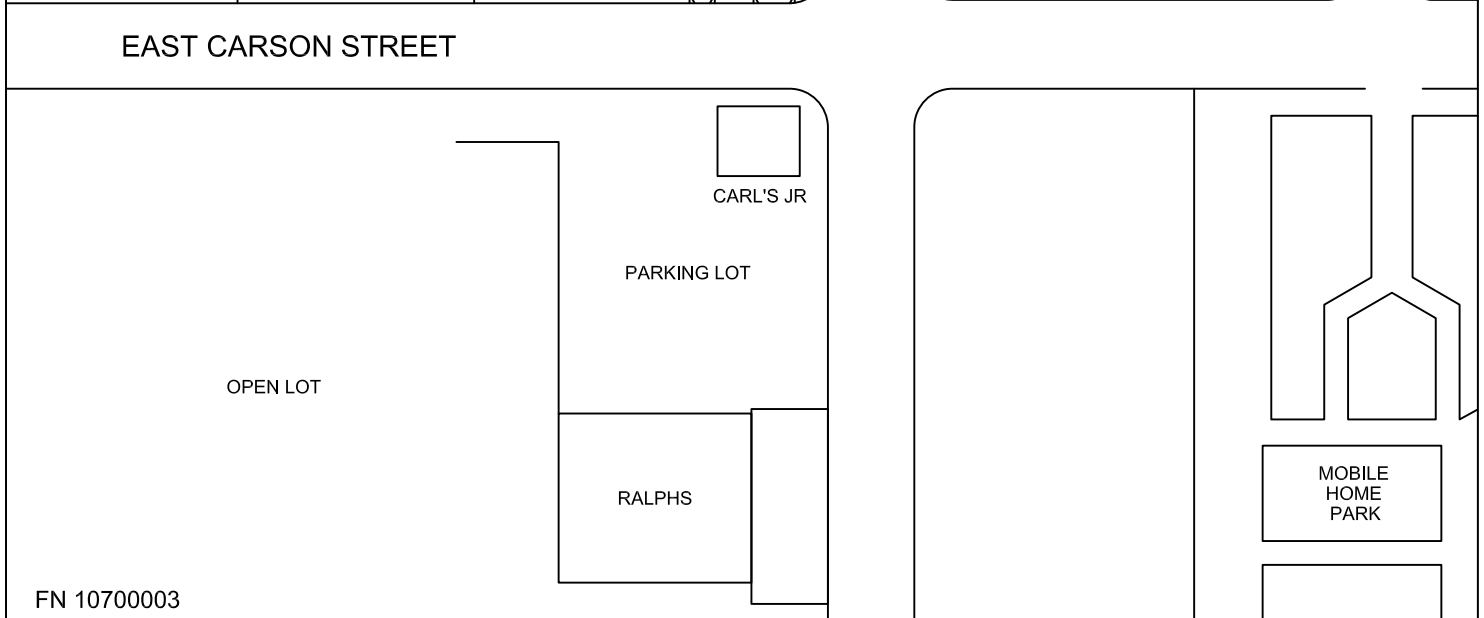 EAST CARSON STREET
CARL'S JR
PARKING LOT
OPEN LOT
RALPHS
MOBILE
HOME
PARK
FN 10700003